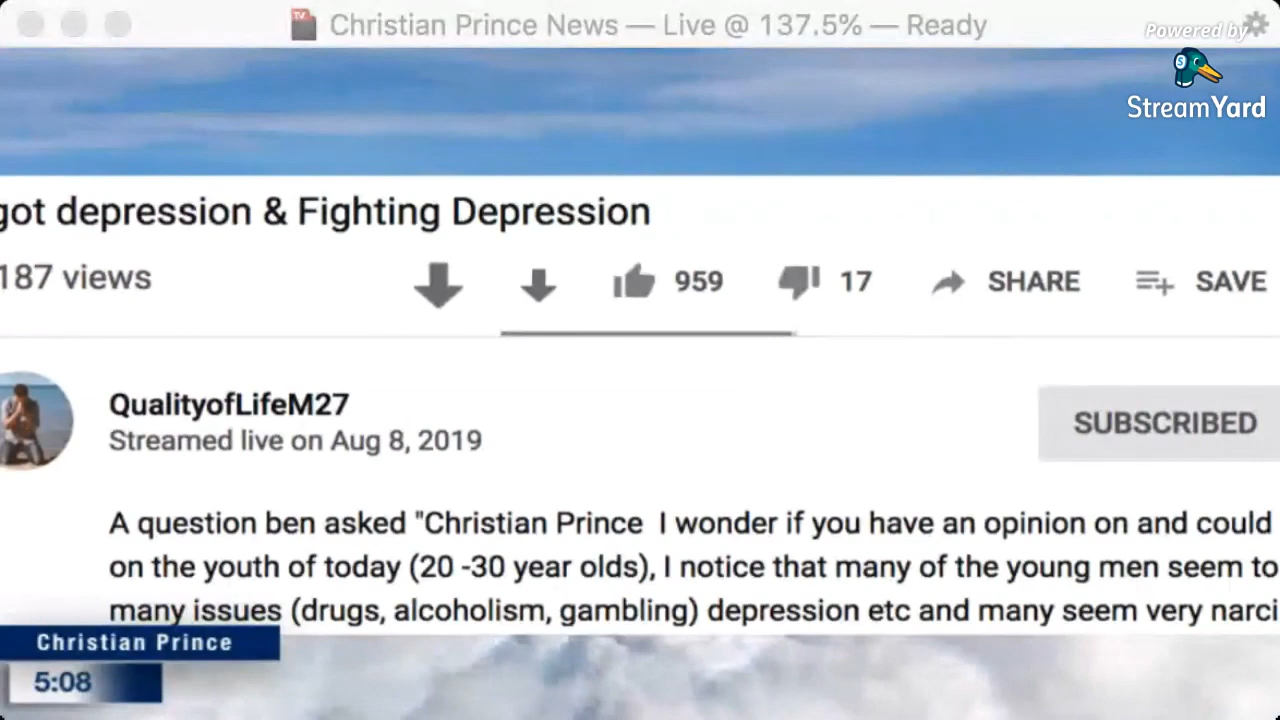 TV
Christian Prince News — Live @ 137.5% — Ready
Powered by
StreamYard
got depression & Fighting Depression
187 views
959
17
SHARE
SAVE
QualityofLifeM27
Streamed live on Aug 8, 2019
SUBSCRIBED
A question ben asked "Christian Prince I wonder if you have an opinion on and could
on the youth of today (20 -30 year olds), I notice that many of the young men seem to
many issues (drugs, alcoholism, gambling) depression etc and many seem very narci
Christian Prince
5:08